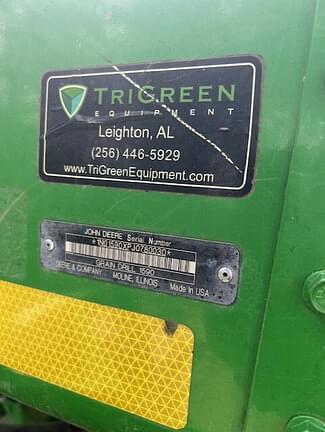 TRIGREEN
EQUIPMENT
Leighton, AL
(256) 446-5929
www.TriGreenEquipment.com
JOHN DEERE Serial Number
*1N01590XPJ0780030*
GRAIN DRILL 1590
DEERE & COMPANY MOLINE, ILLINOIS Made in USA